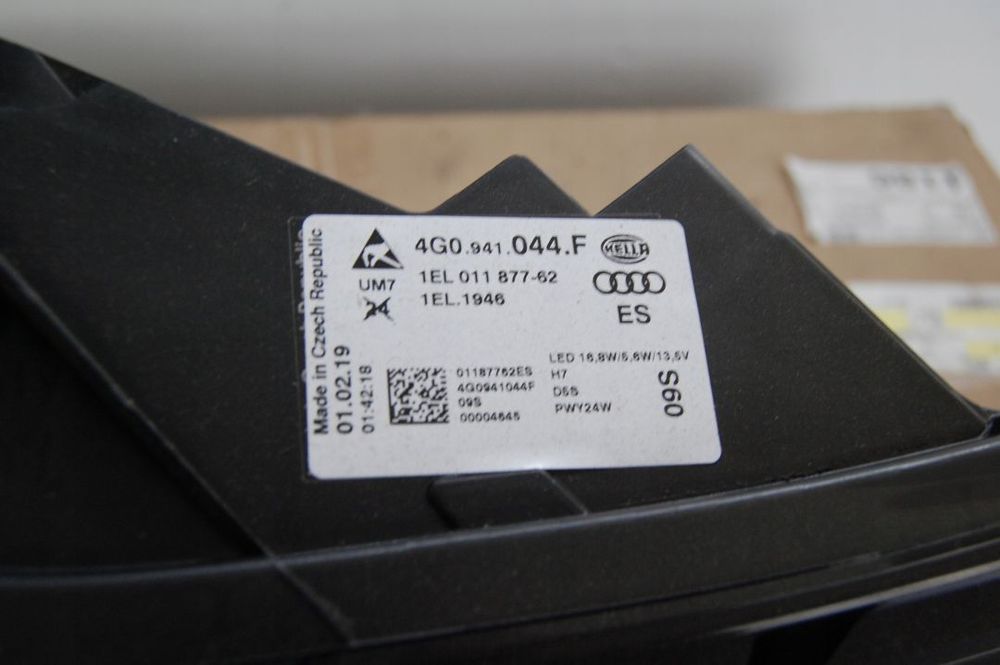 4G0.941.044.F
HELLA
1EL 011 877-62
UM7
1EL.1946
24
ES
Made in Czech Republic
01.02.19
01:42:18
01187762ES
4G0941044F
09S
00004645
LED 16,8W/5,6W/13,5V
H7
D5S
PWY24W
09S